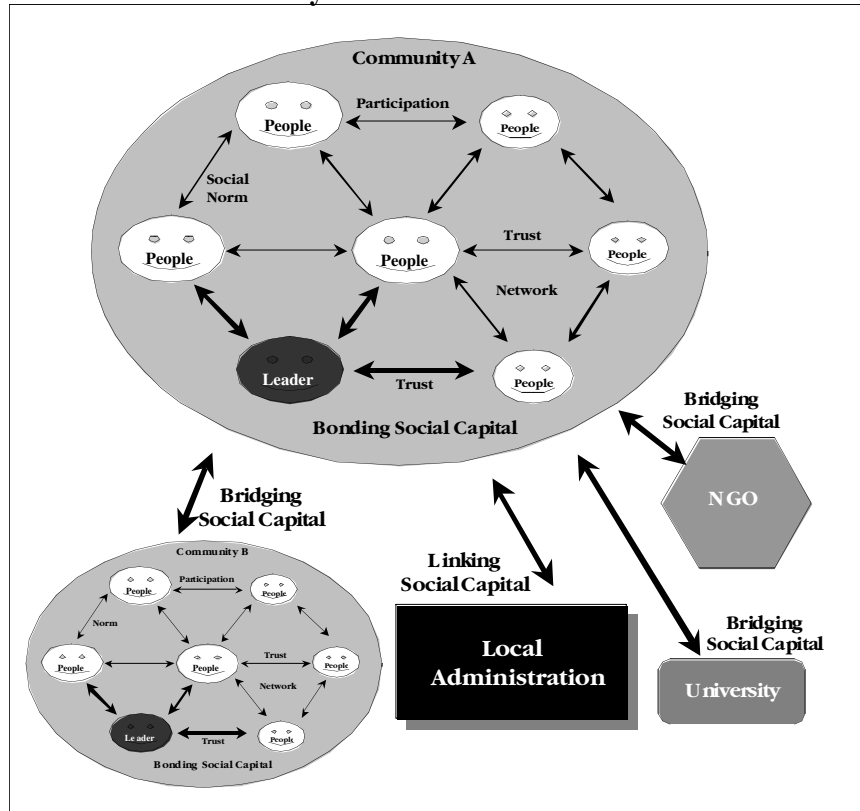 Community A
People
Participation
People
Social
Norm
People
People
Trust
People
Network
Leader
Trust
People
Bonding Social Capital
Bridging
Social Capital
NGO
Bridging
Social Capital
Linking
Social Capital
Local
Administration
Bridging
Social Capital
University
Community B
People
Participation
People
Norm
People
People
Trust
People
Network
Leader
Trust
People
Bonding Social Capital